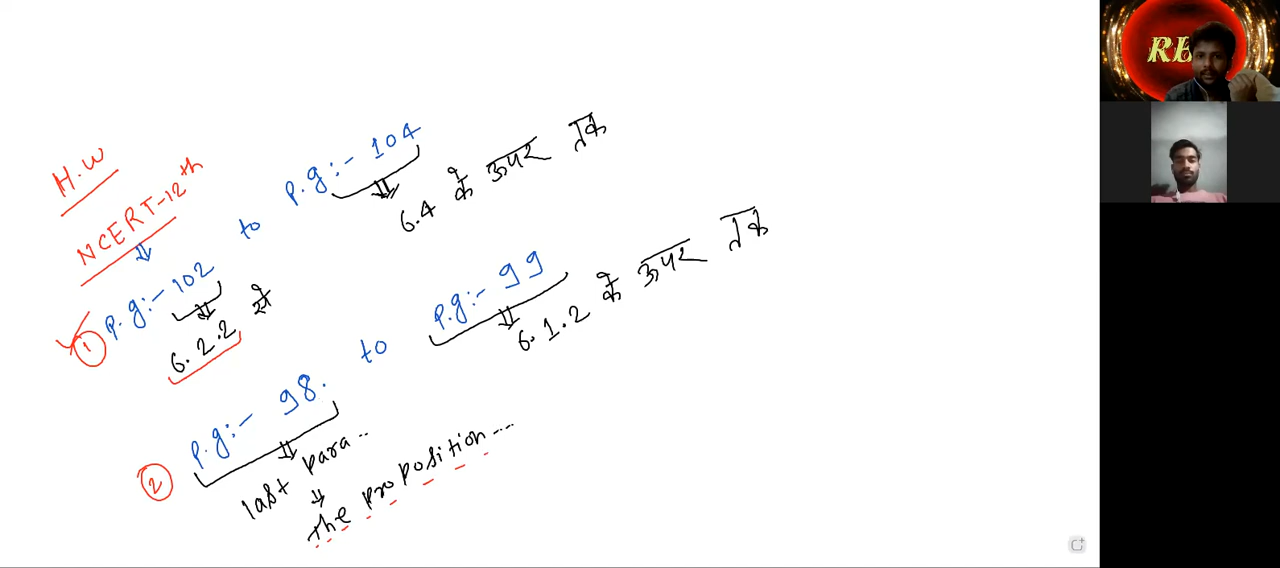 H.W
NCERT-12th
① P.g:- 102 to P.g:- 104
6.2.2 से
6.4 के ऊपर तक
② P.g:- 98. to P.g:- 99
last para..
The proposition....
6.1.2 के ऊपर तक